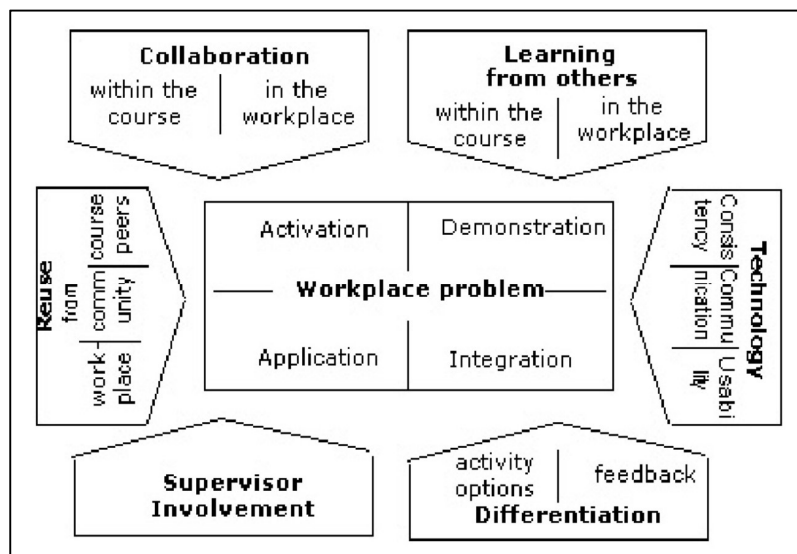 Collaboration
within the
course
in the
workplace
Learning
from others
within the
course
in the
workplace
Reuse
from
course
peers
comm
unity
work-
place
Activation
Demonstration
Workplace problem
Application
Integration
Technology
Consis
tency
Commu
nication
Usabi
lity
Supervisor
Involvement
activity
options
feedback
Differentiation